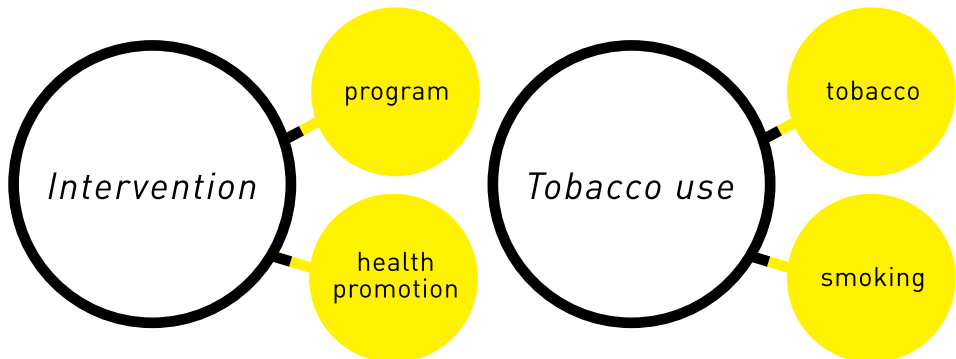 Intervention
program
health
promotion
Tobacco use
tobacco
smoking